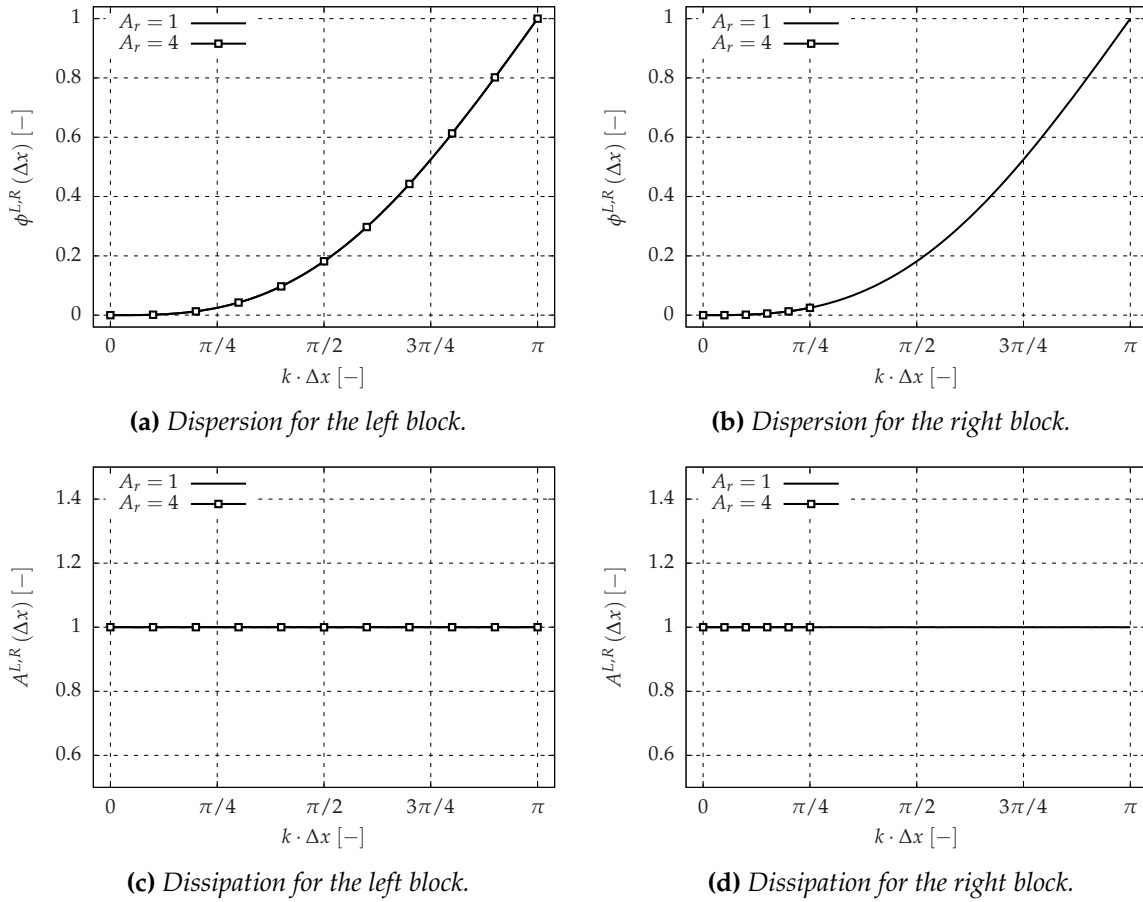 A_r = 1
A_r = 4
1
0.8
0.6
0.4
0.2
0
ϕ^{L,R}(Δx) [−]
0 π/4 π/2 3π/4 π
k · Δx [−]
(a) Dispersion for the left block.
A_r = 1
A_r = 4
1
0.8
0.6
0.4
0.2
0
ϕ^{L,R}(Δx) [−]
0 π/4 π/2 3π/4 π
k · Δx [−]
(b) Dispersion for the right block.
A_r = 1
A_r = 4
1.4
1.2
1
0.8
0.6
A^{L,R}(Δx) [−]
0 π/4 π/2 3π/4 π
k · Δx [−]
(c) Dissipation for the left block.
A_r = 1
A_r = 4
1.4
1.2
1
0.8
0.6
A^{L,R}(Δx) [−]
0 π/4 π/2 3π/4 π
k · Δx [−]
(d) Dissipation for the right block.